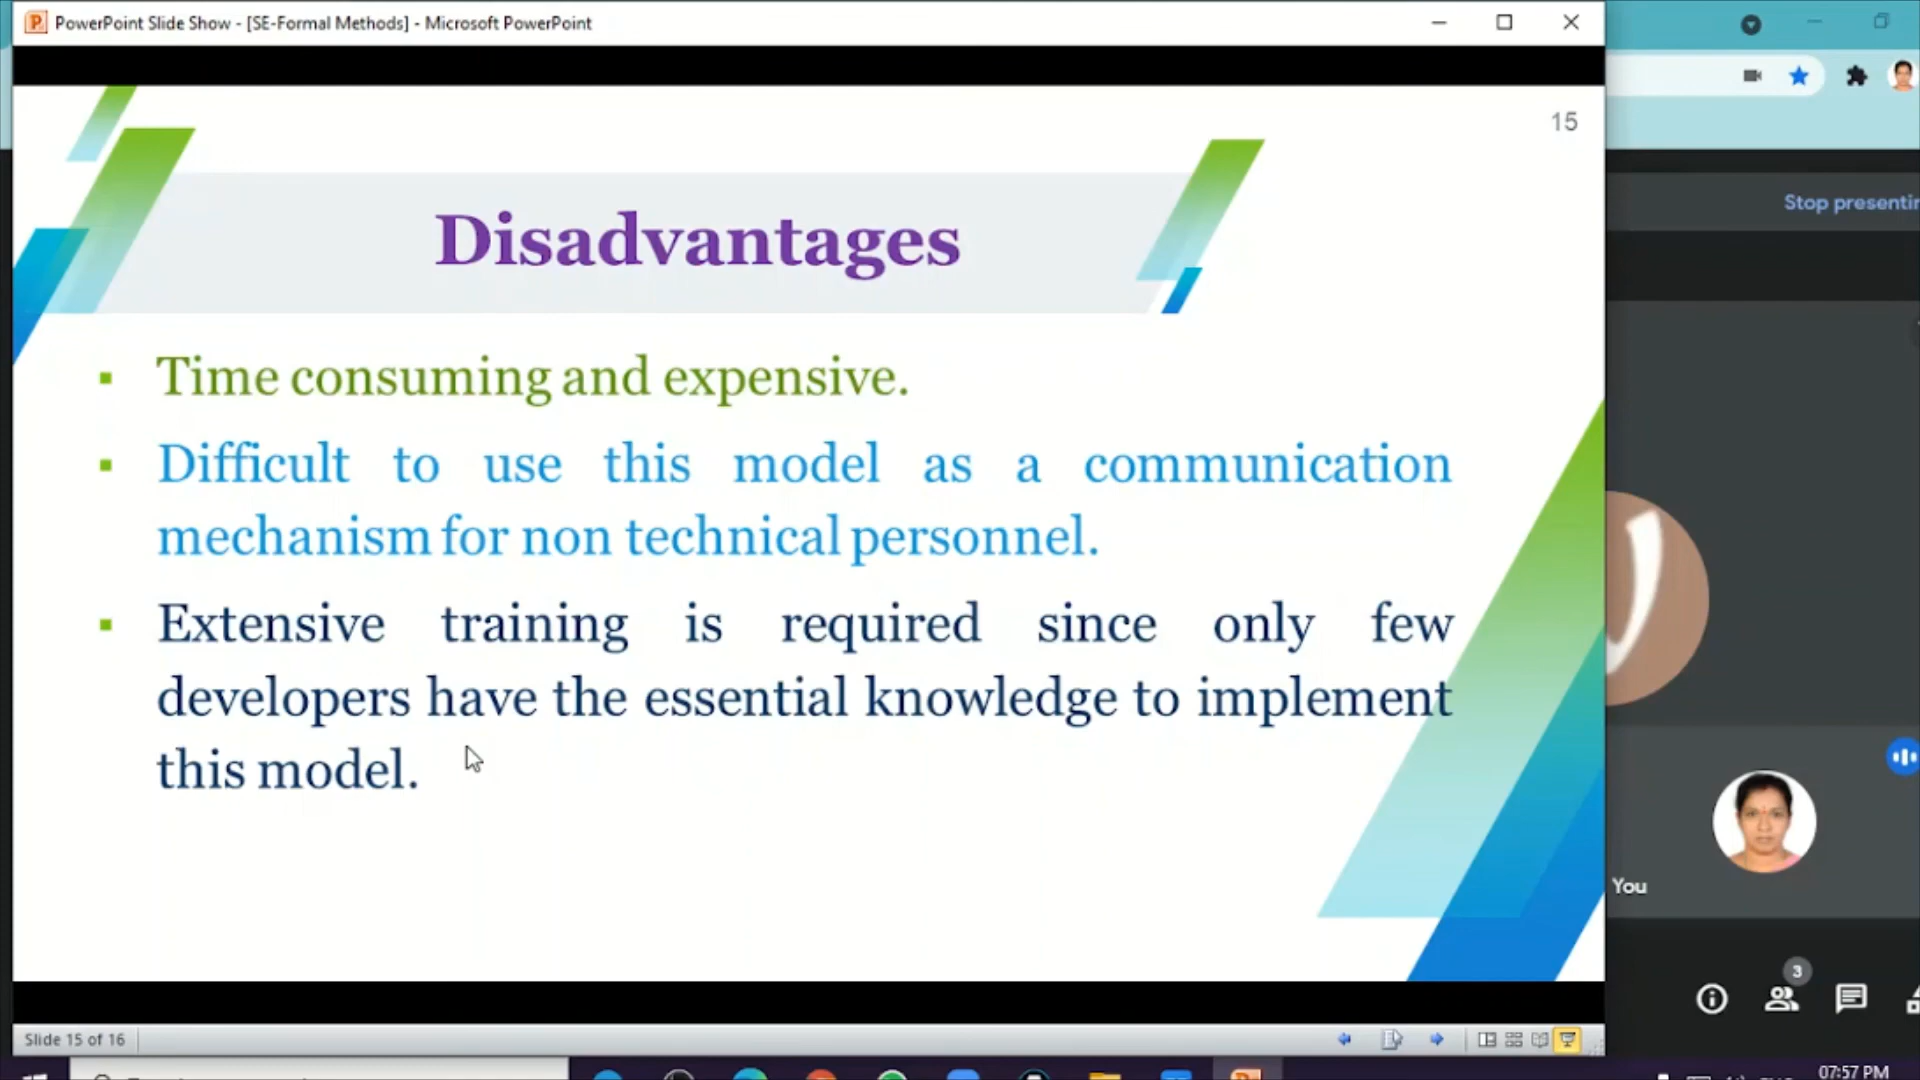 PowerPoint Slide Show - [SE-Formal Methods] - Microsoft PowerPoint
15
Stop presentin
Disadvantages
Time consuming and expensive.
Difficult to use this model as a communication
mechanism for non technical personnel.
Extensive training is required since only few
developers have the essential knowledge to implement
this model.
You
3
Slide 15 of 16
07:57 PM